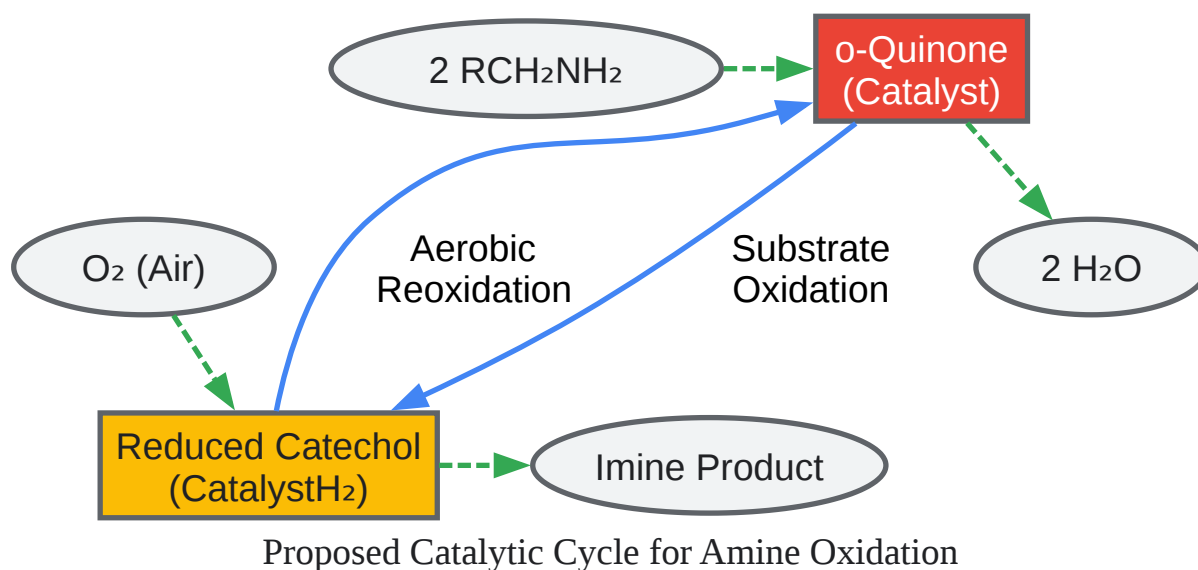 2 RCH₂NH₂
o-Quinone
(Catalyst)
O₂ (Air)
Aerobic
Reoxidation
Substrate
Oxidation
2 H₂O
Reduced Catechol
(CatalystH₂)
Imine Product
Proposed Catalytic Cycle for Amine Oxidation